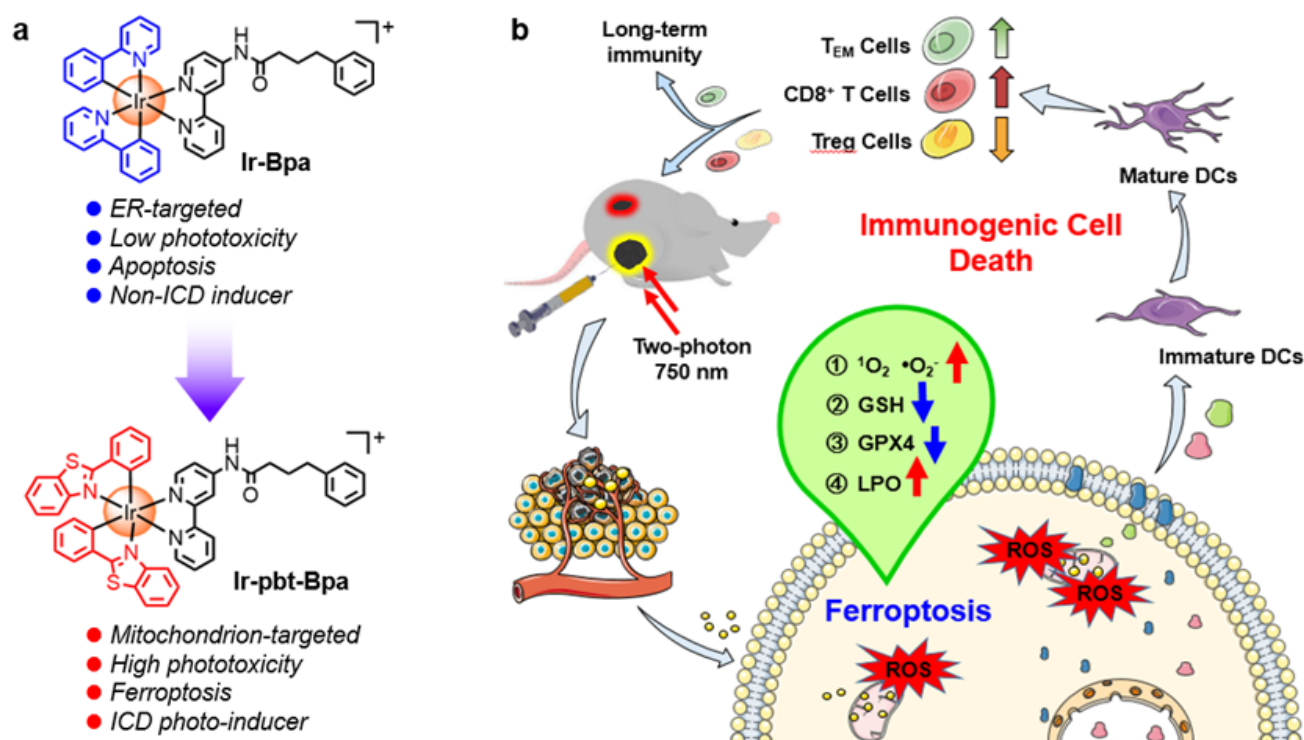 a
N
H
N
O
]+
N
Ir
N
N
Ir-Bpa
ER-targeted
Low phototoxicity
Apoptosis
Non-ICD inducer
S
N
H
N
O
]+
N
Ir
N
N
S
Ir-pbt-Bpa
Mitochondrion-targeted
High phototoxicity
Ferroptosis
ICD photo-inducer
b
Long-term
immunity
TEM Cells
CD8+ T Cells
Treg Cells
Mature DCs
Immunogenic Cell
Death
Immature DCs
Two-photon
750 nm
① ¹O₂ •O₂⁻
② GSH
③ GPX4
④ LPO
Ferroptosis
ROS
ROS
ROS